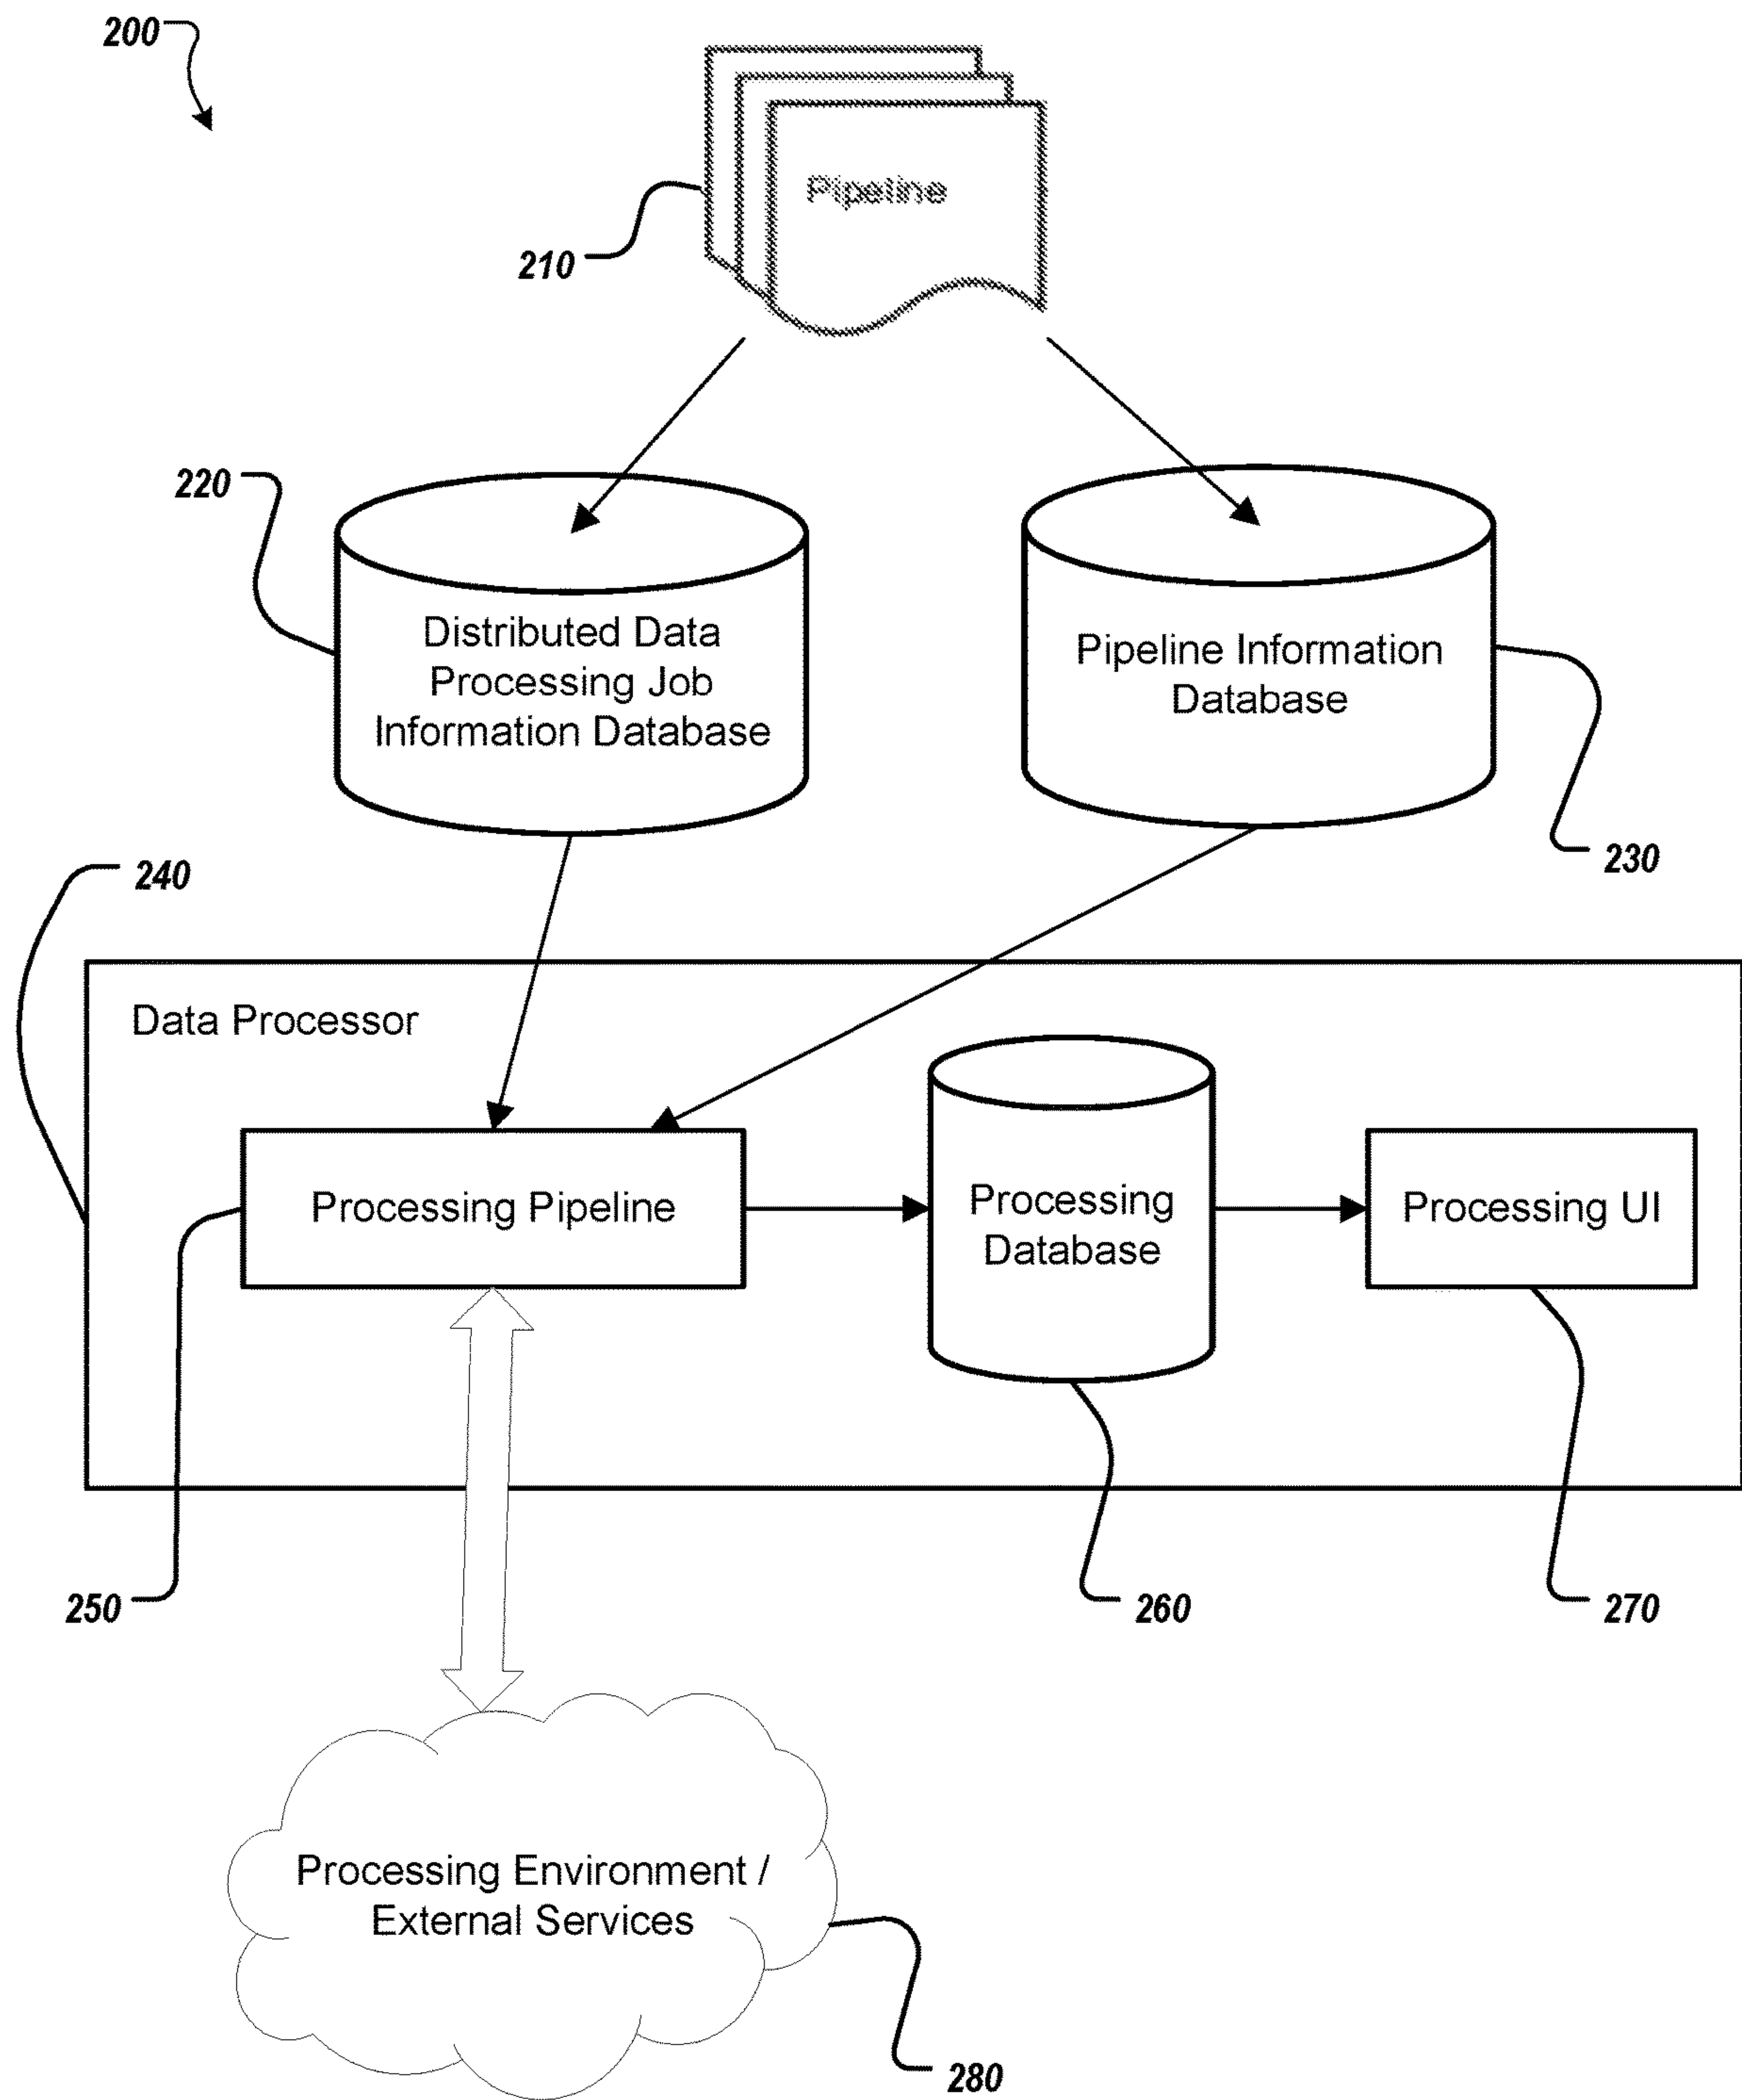 200
Pipeline
210
220
Distributed Data
Processing Job
Information Database
Pipeline Information
Database
230
240
Data Processor
Processing Pipeline
Processing
Database
Processing UI
250
260
270
Processing Environment /
External Services
280